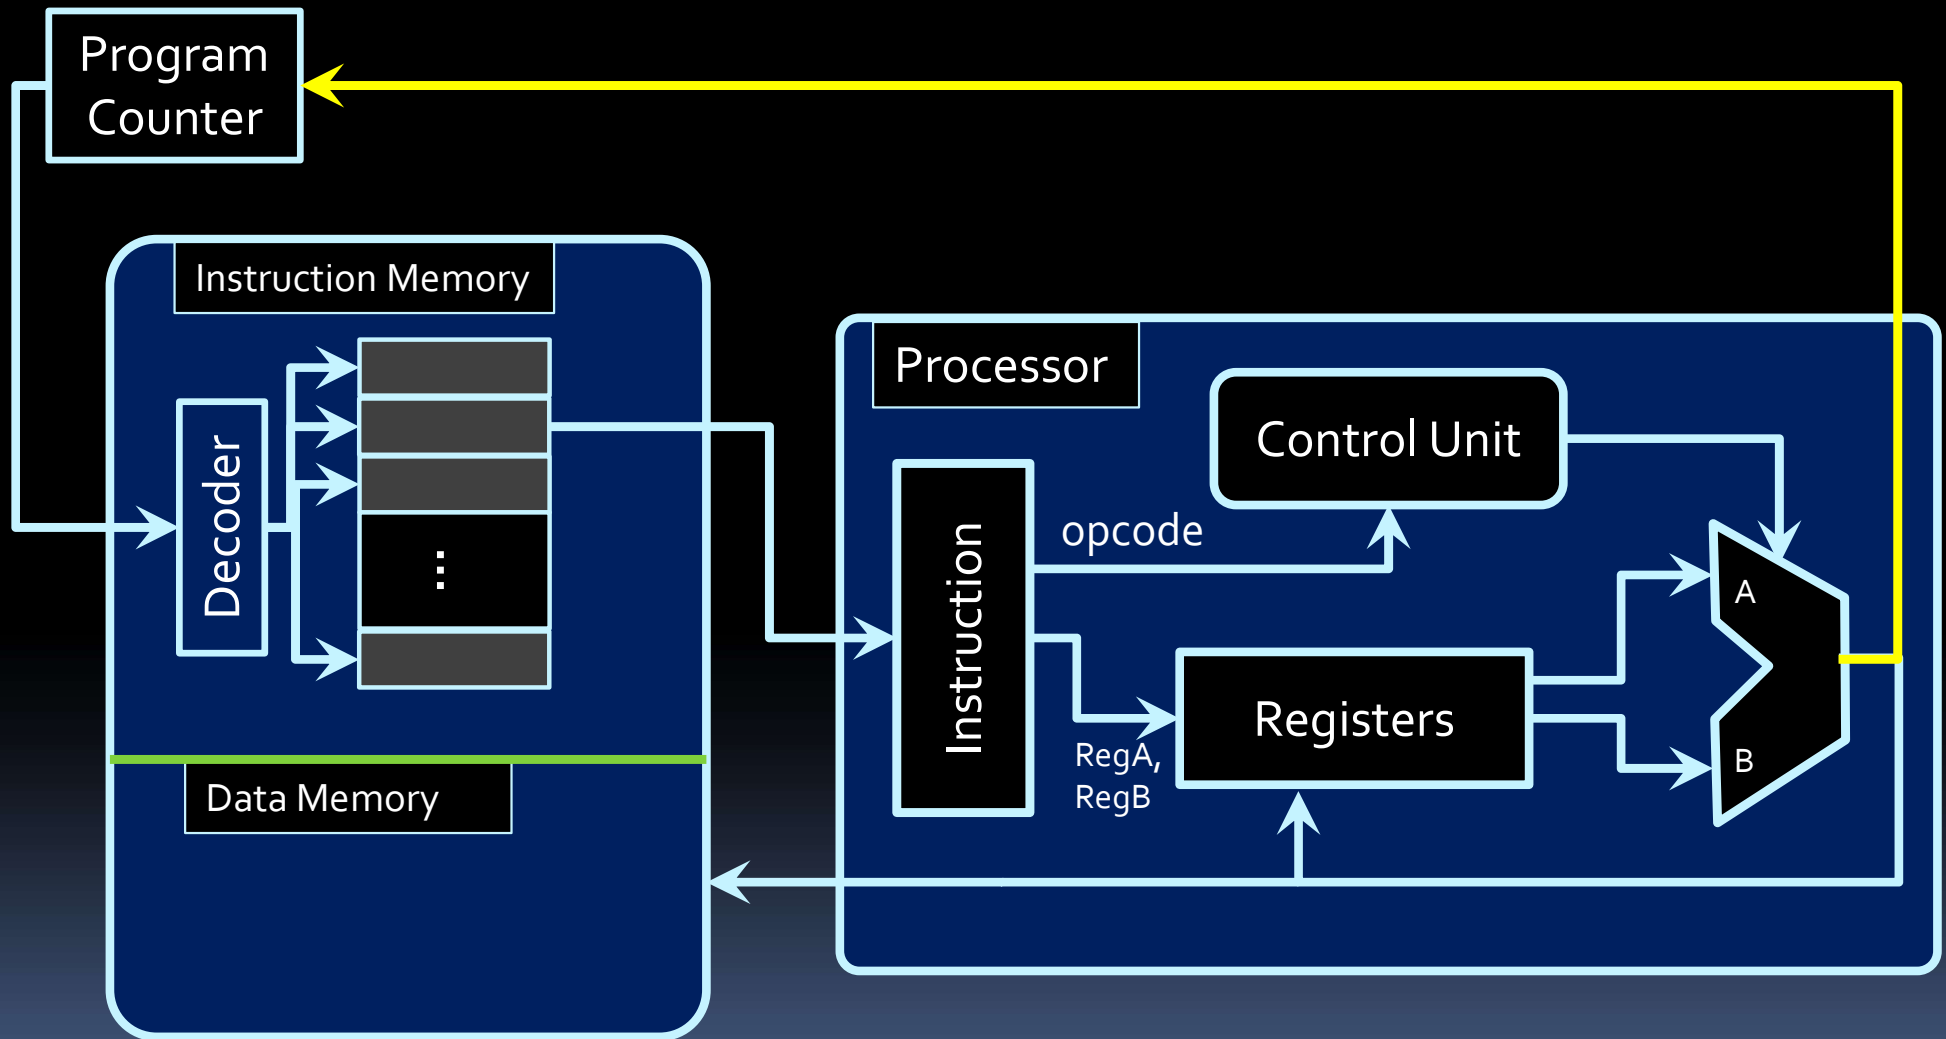 Program
Counter
Instruction Memory
Processor
Control Unit
Decoder
opcode
Instruction
A
Registers
RegA,
RegB
B
Data Memory
⋮